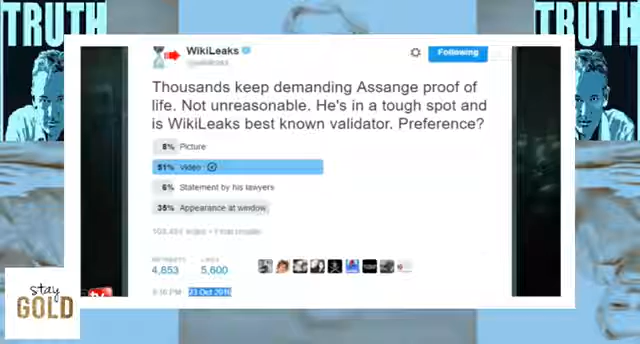 TRUTH
TRUTH
WikiLeaks
Following
Thousands keep demanding Assange proof of
life. Not unreasonable. He's in a tough spot and
is WikiLeaks best known validator. Preference?
8% Picture
51% Video
6% Statement by his lawyers
35% Appearance at window
RETWEETS LIKES
4,853 5,600
23 Oct 2016
stay
GOLD